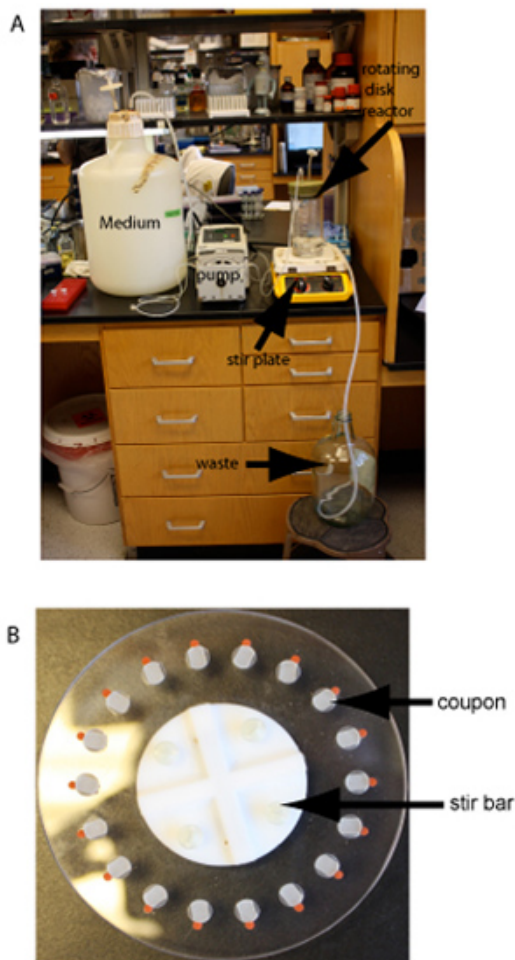 A
rotating
disk
reactor
Medium
pump
stir plate
waste
B
coupon
stir bar